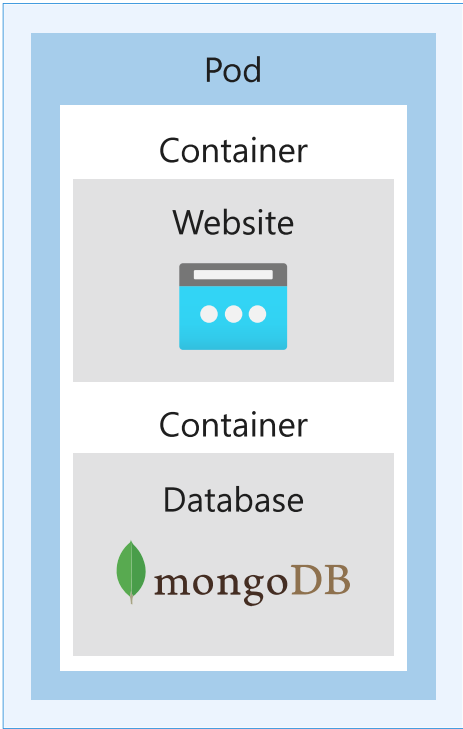 Pod
Container
Website
Container
Database
mongoDB